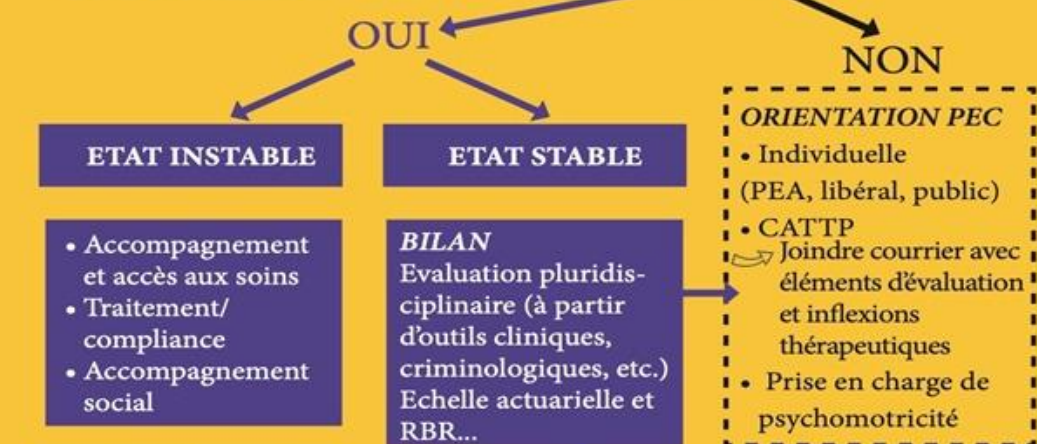 OUI
NON
ETAT INSTABLE
• Accompagnement
et accès aux soins
• Traitement/
compliance
• Accompagnement
social
ETAT STABLE
BILAN
Evaluation pluridis-
ciplinaire (à partir
d'outils cliniques,
criminologiques, etc.)
Echelle actuarielle et
RBR...
ORIENTATION PEC
• Individuelle
(PEA, libéral, public)
• CATTP
Joindre courrier avec
éléments d'évaluation
et inflexions
thérapeutiques
• Prise en charge de
psychomotricité